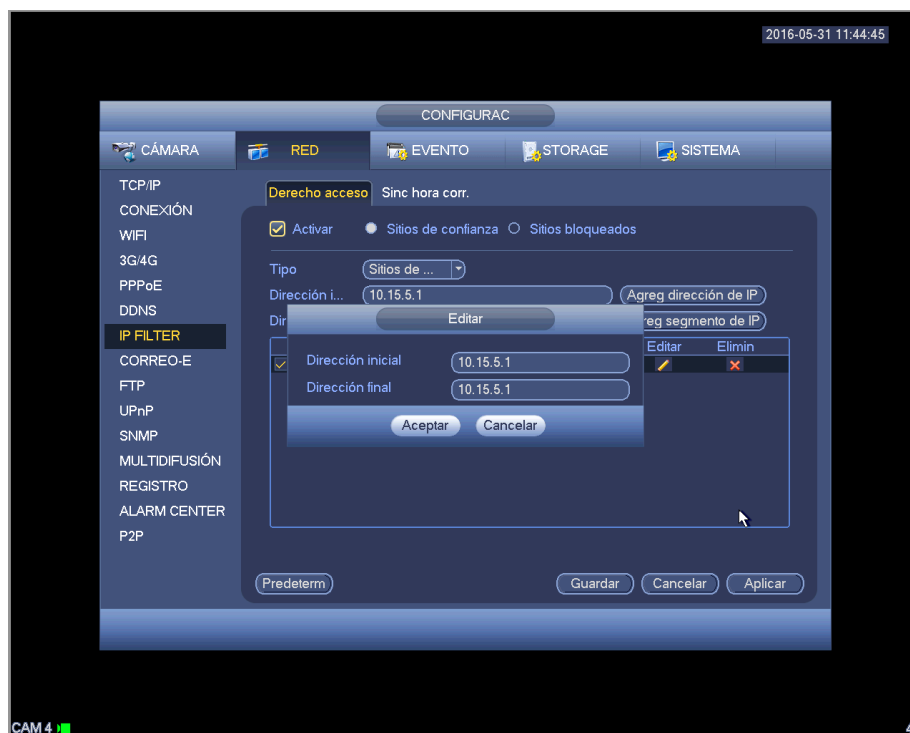 2016-05-31 11:44:45
CONFIGURAC
CÁMARA RED EVENTO STORAGE SISTEMA
TCP/IP
CONEXIÓN
WIFI
3G/4G
PPPoE
DDNS
IP FILTER
CORREO-E
FTP
UPnP
SNMP
MULTIDIFUSIÓN
REGISTRO
ALARM CENTER
P2P
Derecho acceso Sinc hora corr.
Activar Sitios de confianza Sitios bloqueados
Tipo Sitios de ...
Dirección i... 10.15.5.1 Agreg dirección de IP
Dir reg segmento de IP
Editar Elimin
Editar
Dirección inicial 10.15.5.1
Dirección final 10.15.5.1
Aceptar Cancelar
Predeterm Guardar Cancelar Aplicar
CAM 4